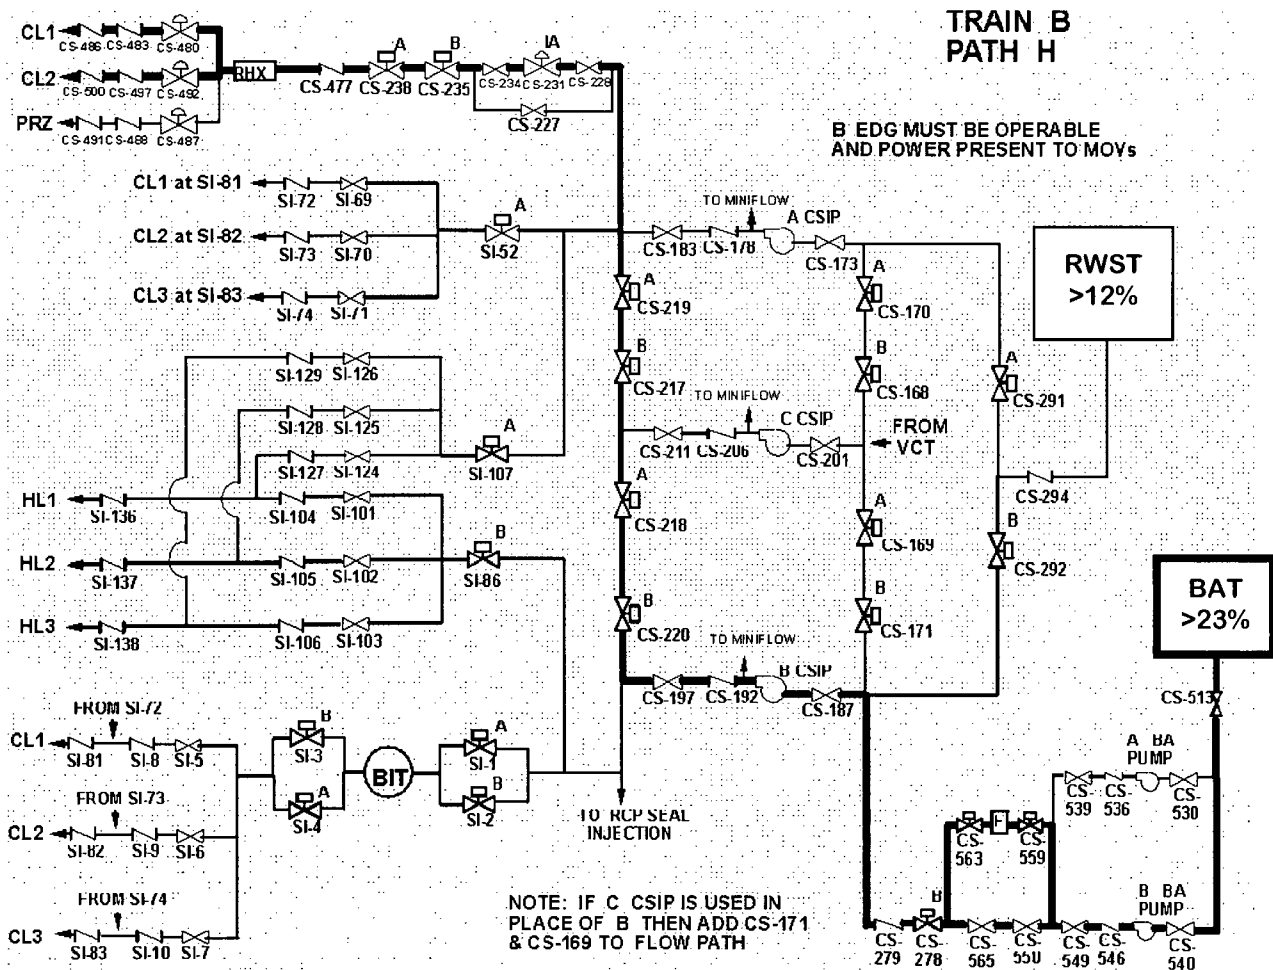 TRAIN B
PATH H
B EDG MUST BE OPERABLE
AND POWER PRESENT TO MOVs
CL1
CS-486
CS-483
CS-480
CL2
CS-500
CS-497
CS-492
PRZ
CS-491
CS-488
CS-487
RHX
CS-477
A
CS-238
B
CS-235
CS-234
IA
CS-231
CS-228
CS-227
CL1 at SI-81
SI-72
SI-69
CL2 at SI-82
SI-73
SI-70
CL3 at SI-83
SI-74
SI-71
A
SI-52
SI-129
SI-126
SI-128
SI-125
SI-127
SI-124
A
SI-107
HL1
SI-136
SI-104
SI-101
HL2
SI-137
SI-105
SI-102
B
SI-86
HL3
SI-138
SI-106
SI-103
TO MINIFLOW
A CSIP
CS-183
CS-178
CS-173
A
CS-219
B
CS-217
TO MINIFLOW
C CSIP
CS-211
CS-206
CS-201
A
CS-218
B
CS-220
TO MINIFLOW
B CSIP
CS-197
CS-192
CS-187
A
CS-170
B
CS-168
FROM
VCT
A
CS-169
B
CS-171
A
CS-291
CS-294
B
CS-292
RWST
>12%
BAT
>23%
CS-513
A BA
PUMP
CS-
539
CS-
536
CS-
530
CS-
563
F
CS-
559
B BA
PUMP
CS-
279
B
CS-
278
CS-
565
CS-
550
CS-
549
CS-
546
CS-
540
FROM SI-72
CL1
SI-81
SI-8
SI-5
FROM SI-73
CL2
SI-82
SI-9
SI-6
FROM SI-74
CL3
SI-83
SI-10
SI-7
B
SI-3
A
SI-4
BIT
A
SI-1
B
SI-2
TO RCP SEAL
INJECTION
NOTE: IF C CSIP IS USED IN
PLACE OF B THEN ADD CS-171
& CS-169 TO FLOW PATH